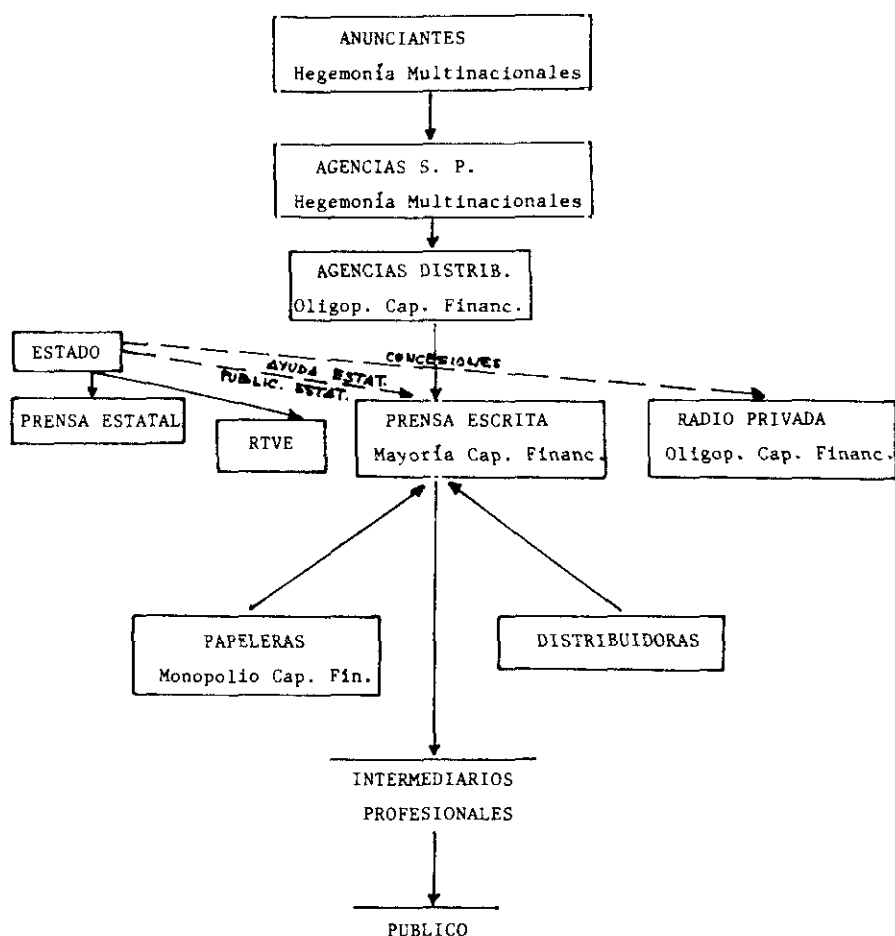 ANUNCIANTES
Hegemonía Multinacionales
AGENCIAS S. P.
Hegemonía Multinacionales
AGENCIAS DISTRIB.
Oligop. Cap. Financ.
ESTADO
CONCESIONES
AYUDA ESTAT.
PUBLIC. ESTAT.
PRENSA ESTATAL
RTVE
PRENSA ESCRITA
Mayoría Cap. Financ.
RADIO PRIVADA
Oligop. Cap. Financ.
PAPELERAS
Monopolio Cap. Fin.
DISTRIBUIDORAS
INTERMEDIARIOS
PROFESIONALES
PUBLICO